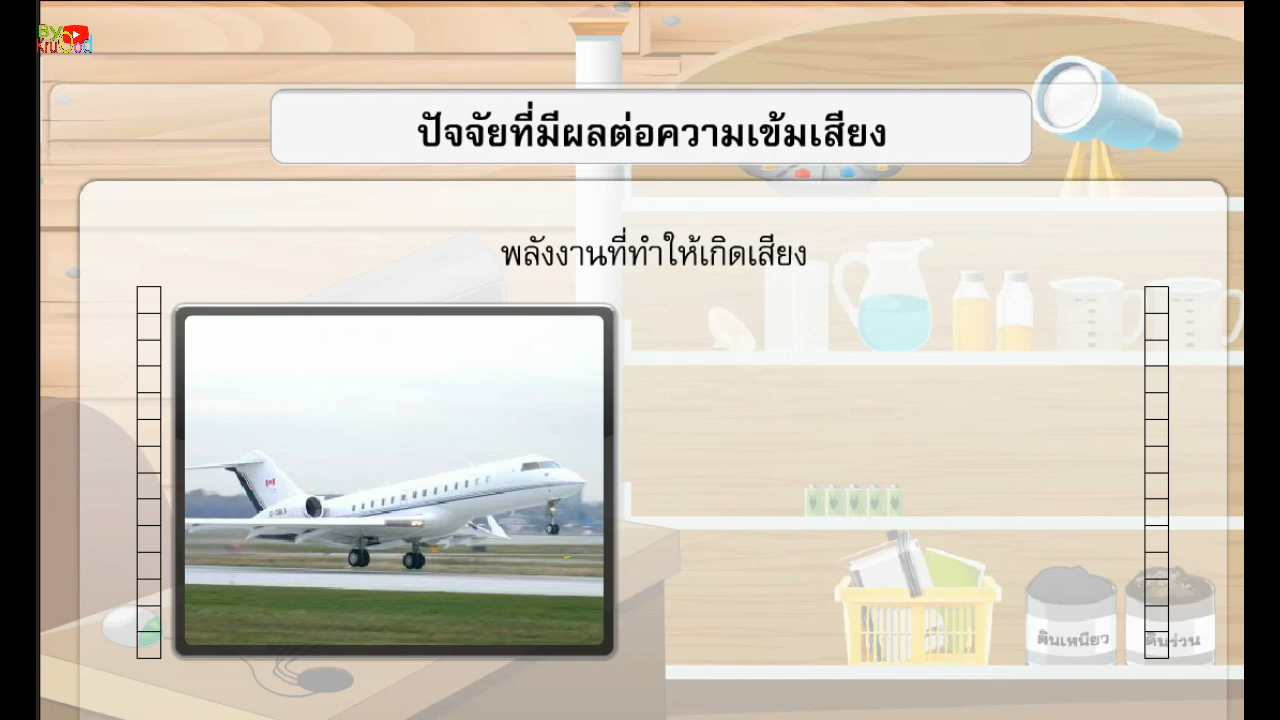 By
KruOod
ปัจจัยที่มีผลต่อความเข้มเสียง
พลังงานที่ทำให้เกิดเสียง
ดินเหนียว
ดินร่วน